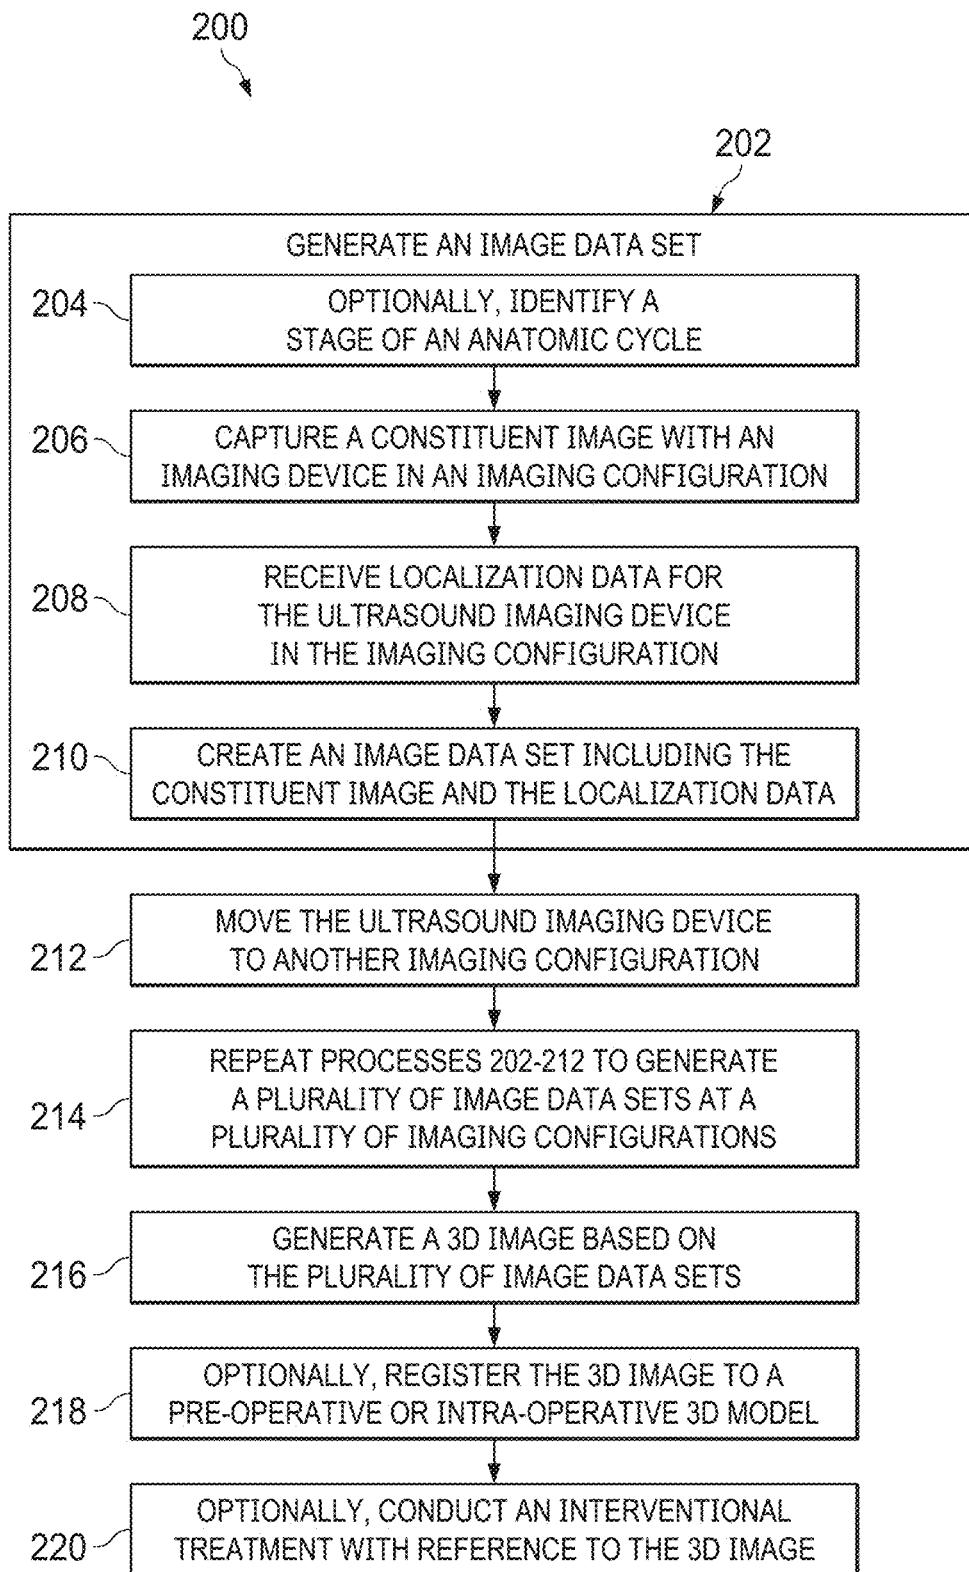 200
202
GENERATE AN IMAGE DATA SET
204
OPTIONALLY, IDENTIFY A
STAGE OF AN ANATOMIC CYCLE
206
CAPTURE A CONSTITUENT IMAGE WITH AN
IMAGING DEVICE IN AN IMAGING CONFIGURATION
208
RECEIVE LOCALIZATION DATA FOR
THE ULTRASOUND IMAGING DEVICE
IN THE IMAGING CONFIGURATION
210
CREATE AN IMAGE DATA SET INCLUDING THE
CONSTITUENT IMAGE AND THE LOCALIZATION DATA
212
MOVE THE ULTRASOUND IMAGING DEVICE
TO ANOTHER IMAGING CONFIGURATION
214
REPEAT PROCESSES 202-212 TO GENERATE
A PLURALITY OF IMAGE DATA SETS AT A
PLURALITY OF IMAGING CONFIGURATIONS
216
GENERATE A 3D IMAGE BASED ON
THE PLURALITY OF IMAGE DATA SETS
218
OPTIONALLY, REGISTER THE 3D IMAGE TO A
PRE-OPERATIVE OR INTRA-OPERATIVE 3D MODEL
220
OPTIONALLY, CONDUCT AN INTERVENTIONAL
TREATMENT WITH REFERENCE TO THE 3D IMAGE